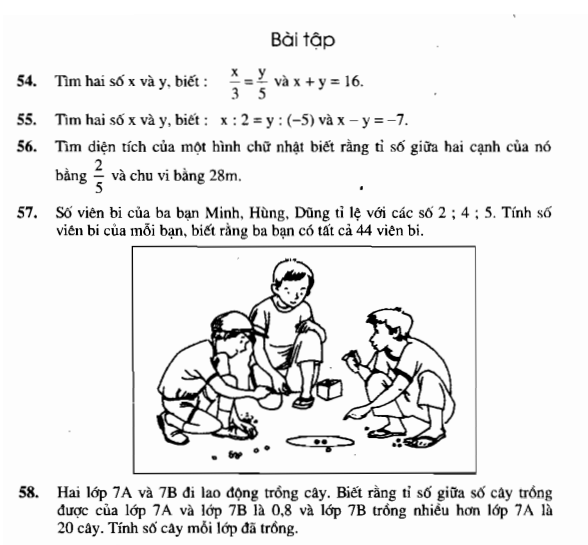 Bài tập
54. Tìm hai số x và y, biết : x/3 = y/5 và x + y = 16.
55. Tìm hai số x và y, biết : x : 2 = y : (−5) và x − y = −7.
56. Tìm diện tích của một hình chữ nhật biết rằng tỉ số giữa hai cạnh của nó
bằng 2/5 và chu vi bằng 28m.
57. Số viên bi của ba bạn Minh, Hùng, Dũng tỉ lệ với các số 2 ; 4 ; 5. Tính số
viên bi của mỗi bạn, biết rằng ba bạn có tất cả 44 viên bi.
58. Hai lớp 7A và 7B đi lao động trồng cây. Biết rằng tỉ số giữa số cây trồng
được của lớp 7A và lớp 7B là 0,8 và lớp 7B trồng nhiều hơn lớp 7A là
20 cây. Tính số cây mỗi lớp đã trồng.